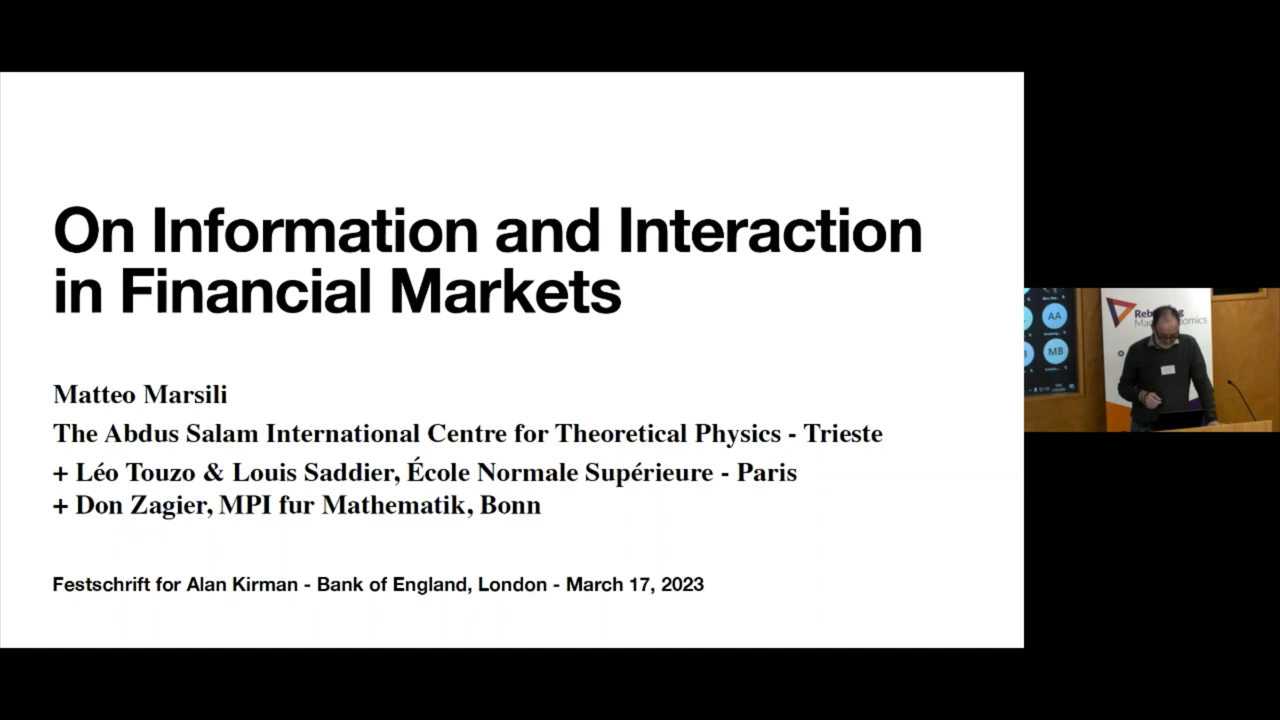 On Information and Interaction
in Financial Markets
Matteo Marsili
The Abdus Salam International Centre for Theoretical Physics - Trieste
+ Léo Touzo & Louis Saddier, École Normale Supérieure - Paris
+ Don Zagier, MPI fur Mathematik, Bonn
Festschrift for Alan Kirman - Bank of England, London - March 17, 2023
AA
MB